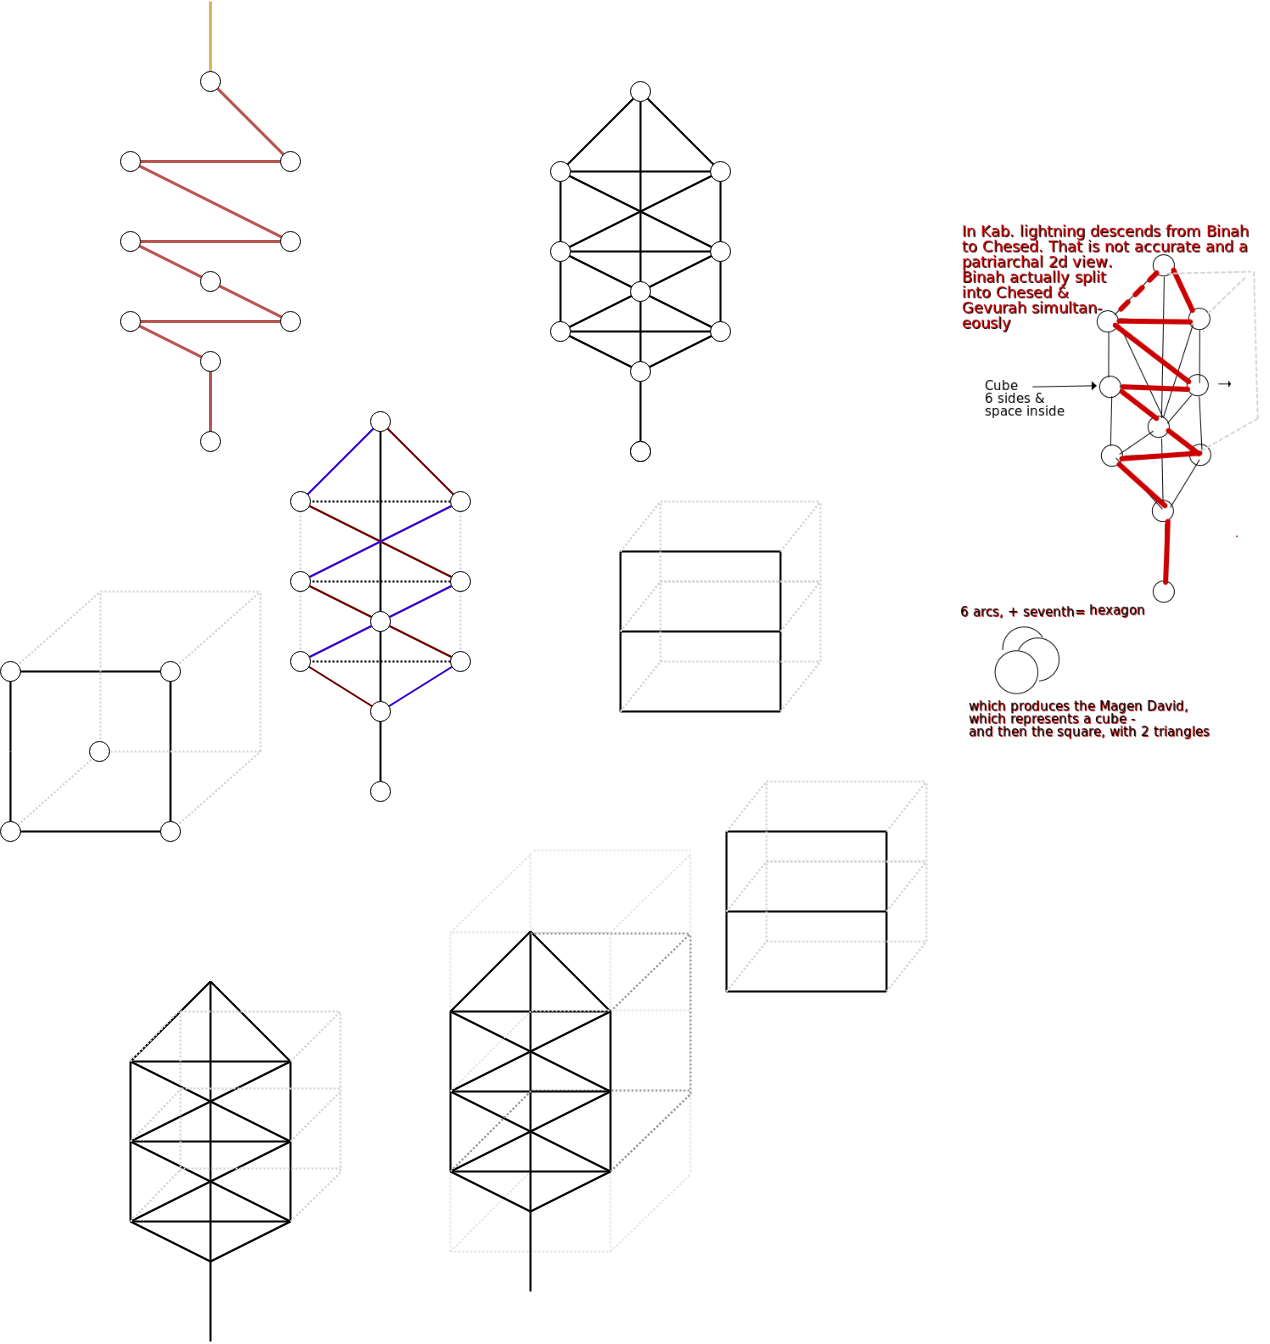 In Kab. lightning descends from Binah
to Chesed. That is not accurate and a
patriarchal 2d view.
Binah actually split
into Chesed &
Gevurah simultan-
eously
Cube
6 sides &
space inside
6 arcs, + seventh= hexagon
which produces the Magen David,
which represents a cube -
and then the square, with 2 triangles